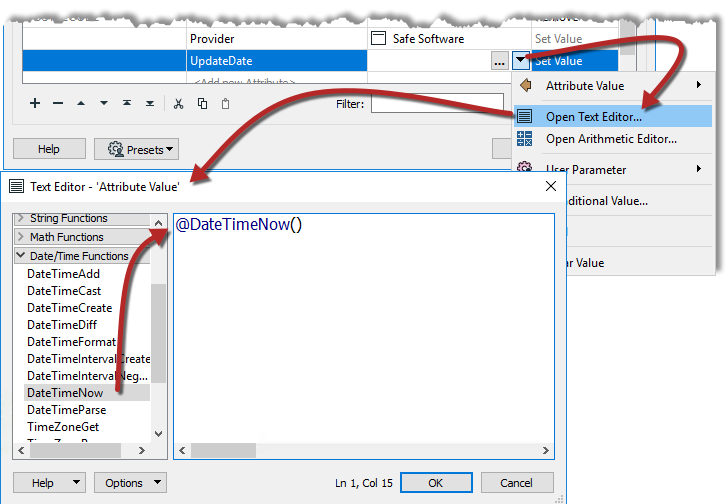 Provider Safe Software Set Value
UpdateDate ... Set Value
<Add new Attribute>
Filter:
Help Presets
Attribute Value
Open Text Editor...
Open Arithmetic Editor...
User Parameter
ditional Value...
ar Value
Text Editor - 'Attribute Value'
String Functions
Math Functions
Date/Time Functions
DateTimeAdd
DateTimeCast
DateTimeCreate
DateTimeDiff
DateTimeFormat
DateTimeIntervalCreate
DateTimeIntervalNeg...
DateTimeNow
DateTimeParse
TimeZoneGet
@DateTimeNow()
Help Options Ln 1, Col 15 OK Cancel